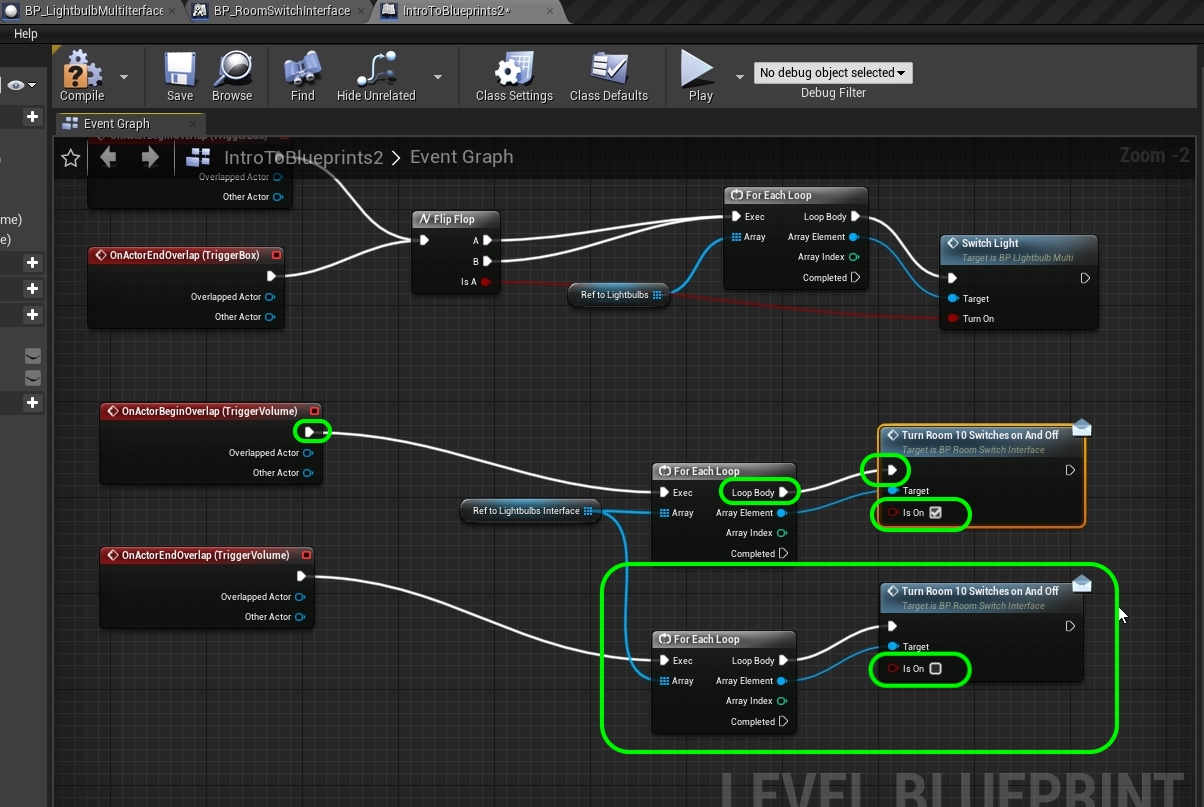 BP_LightbulbMultiInterface
BP_RoomSwitchInterface
IntroToBlueprints2*
Help
Compile
Save
Browse
Find
Hide Unrelated
Class Settings
Class Defaults
Play
No debug object selected
Debug Filter
Event Graph
OnActorBeginOverlap (TriggerBox)
IntroToBlueprints2 > Event Graph
Zoom -2
Overlapped Actor
Other Actor
me)
e)
OnActorEndOverlap (TriggerBox)
Overlapped Actor
Other Actor
Flip Flop
A
B
Is A
Ref to Lightbulbs
For Each Loop
Exec
Loop Body
Array
Array Element
Array Index
Completed
Switch Light
Target is BP LIghtbulb Multi
Target
Turn On
OnActorBeginOverlap (TriggerVolume)
Overlapped Actor
Other Actor
Ref to Lightbulbs Interface
For Each Loop
Exec
Loop Body
Array
Array Element
Array Index
Completed
Turn Room 10 Switches on And Off
Target is BP Room Switch Interface
Target
Is On
OnActorEndOverlap (TriggerVolume)
Overlapped Actor
Other Actor
For Each Loop
Exec
Loop Body
Array
Array Element
Array Index
Completed
Turn Room 10 Switches on And Off
Target is BP Room Switch Interface
Target
Is On
LEVEL BLUEPRINT